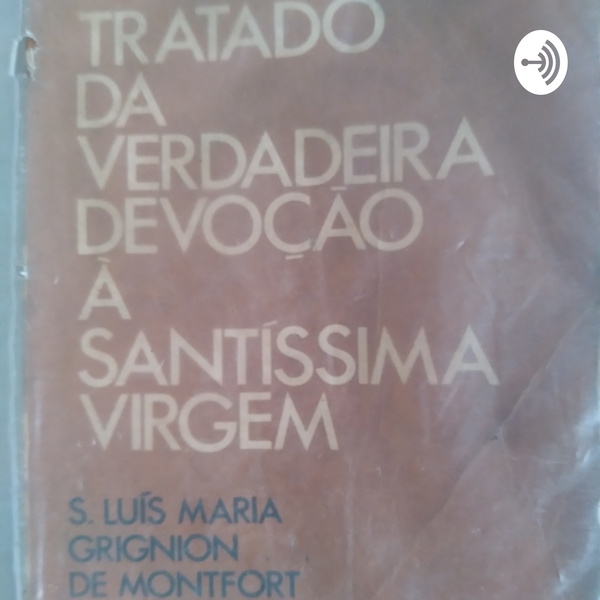 TRATADO
DA
VERDADEIRA
DEVOÇÃO
À
SANTÍSSIMA
VIRGEM
S. LUÍS MARIA
GRIGNION
DE MONTFORT